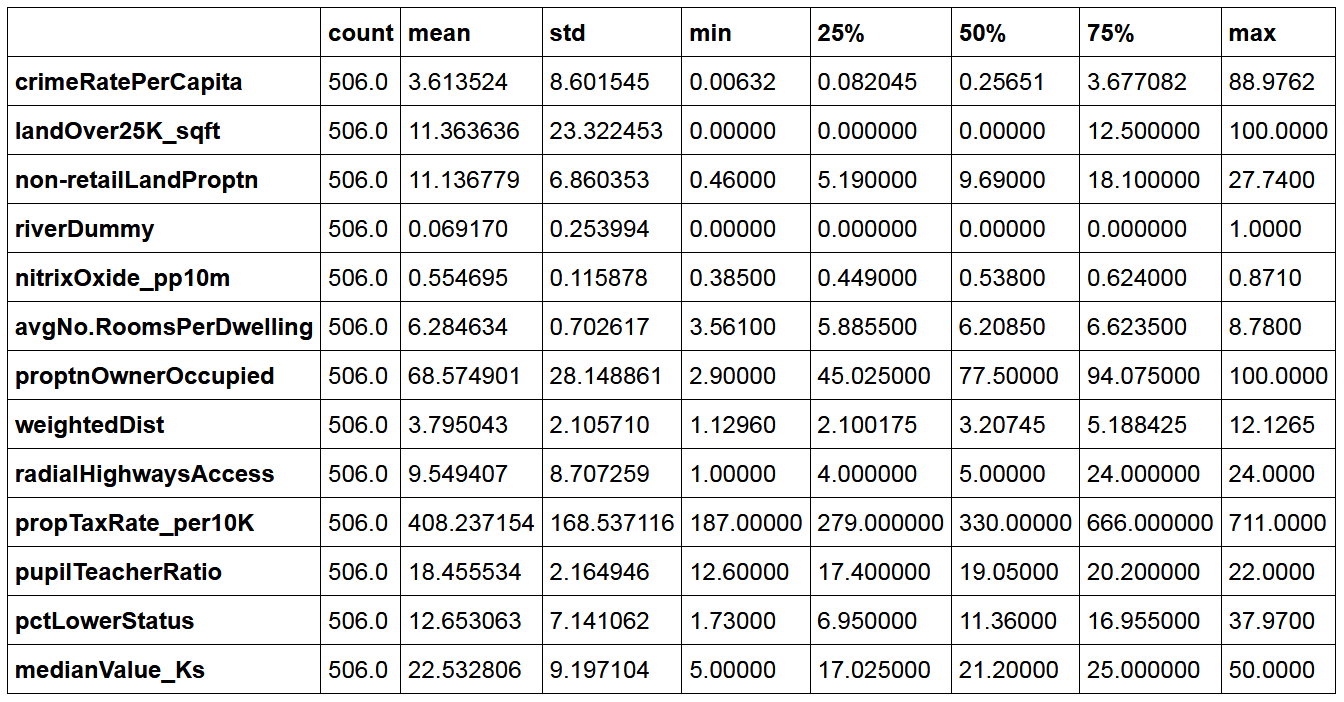 count mean std min 25% 50% 75% max
crimeRatePerCapita 506.0 3.613524 8.601545 0.00632 0.082045 0.25651 3.677082 88.9762
landOver25K_sqft 506.0 11.363636 23.322453 0.00000 0.000000 0.00000 12.500000 100.0000
non-retailLandProptn 506.0 11.136779 6.860353 0.46000 5.190000 9.69000 18.100000 27.7400
riverDummy 506.0 0.069170 0.253994 0.00000 0.000000 0.00000 0.000000 1.0000
nitrixOxide_pp10m 506.0 0.554695 0.115878 0.38500 0.449000 0.53800 0.624000 0.8710
avgNo.RoomsPerDwelling 506.0 6.284634 0.702617 3.56100 5.885500 6.20850 6.623500 8.7800
proptnOwnerOccupied 506.0 68.574901 28.148861 2.90000 45.025000 77.50000 94.075000 100.0000
weightedDist 506.0 3.795043 2.105710 1.12960 2.100175 3.20745 5.188425 12.1265
radialHighwaysAccess 506.0 9.549407 8.707259 1.00000 4.000000 5.00000 24.000000 24.0000
propTaxRate_per10K 506.0 408.237154 168.537116 187.00000 279.000000 330.00000 666.000000 711.0000
pupilTeacherRatio 506.0 18.455534 2.164946 12.60000 17.400000 19.05000 20.200000 22.0000
pctLowerStatus 506.0 12.653063 7.141062 1.73000 6.950000 11.36000 16.955000 37.9700
medianValue_Ks 506.0 22.532806 9.197104 5.00000 17.025000 21.20000 25.000000 50.0000